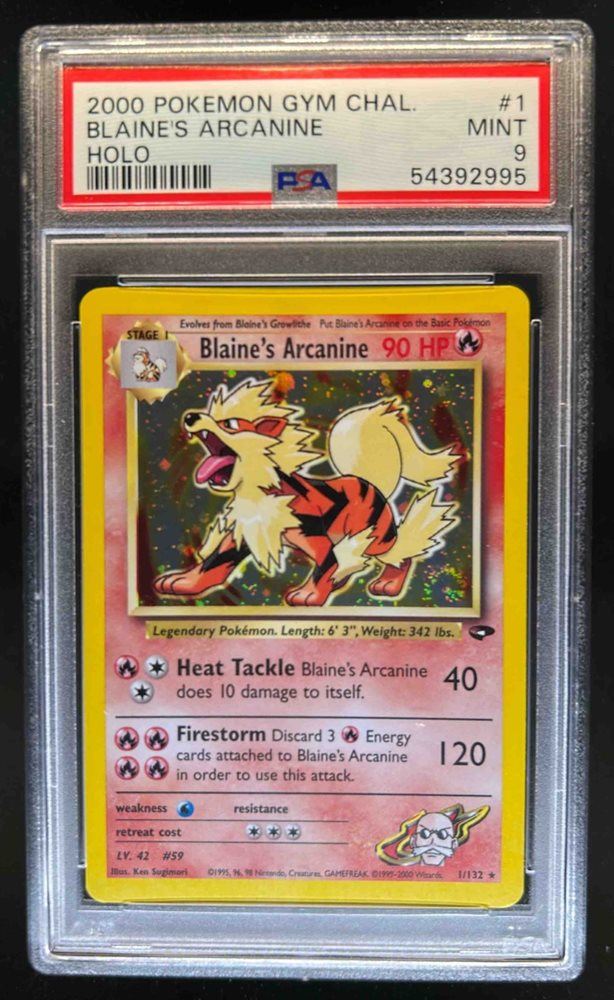 2000 POKEMON GYM CHAL. #1
BLAINE'S ARCANINE MINT
HOLO 9
PSA 54392995
Evolves from Blaine's Growlithe Put Blaine's Arcanine on the Basic Pokémon
STAGE 1
Blaine's Arcanine 90 HP
Legendary Pokémon. Length: 6' 3", Weight: 342 lbs.
Heat Tackle Blaine's Arcanine
does 10 damage to itself.
40
Firestorm Discard 3 Energy
cards attached to Blaine's Arcanine
in order to use this attack.
120
weakness resistance
retreat cost
LV. 42 #59
Illus. Ken Sugimori ©1995, 96, 98 Nintendo, Creatures, GAMEFREAK. ©1999-2000 Wizards. 1/132 ★
PSA